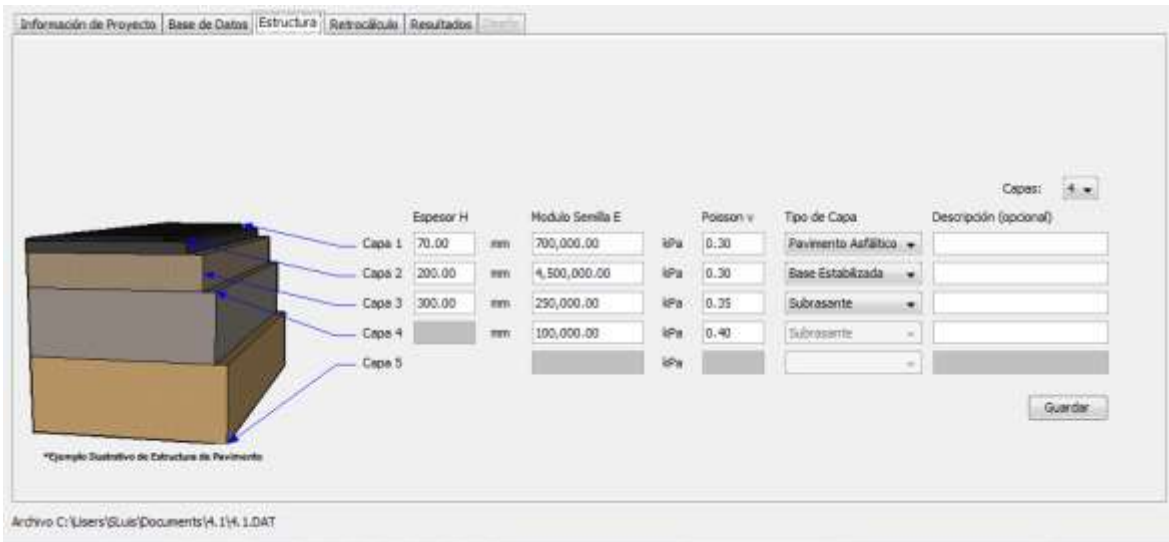 Información de Proyecto Base de Datos Estructura Retrocálculo Resultados
Capas: 4
Espesor H Modulo Semilla E Poisson v Tipo de Capa Descripción (opcional)
Capa 1 70.00 mm 700,000.00 kPa 0.30 Pavimento Asfáltico
Capa 2 200.00 mm 4,500,000.00 kPa 0.30 Base Estabilizada
Capa 3 300.00 mm 250,000.00 kPa 0.35 Subrasante
Capa 4 mm 100,000.00 kPa 0.40 Subrasante
Capa 5 kPa
Guardar
*Ejemplo Ilustrativo de Estructura de Pavimento
Archivo C:\Users\SLuis\Documents\4.1\4.1.DAT